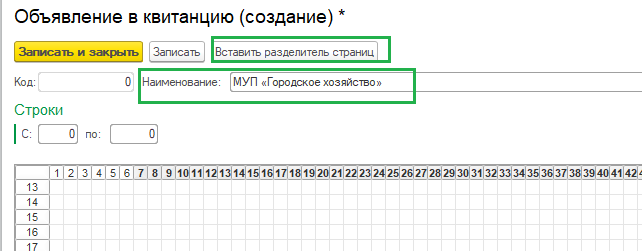 Объявление в квитанцию (создание) *
Записать и закрыть Записать Вставить разделитель страниц
Код: 0 Наименование: МУП «Городское хозяйство»
Строки
С: 0 по: 0
1 2 3 4 5 6 7 8 9 10 11 12 13 14 15 16 17 18 19 20 21 22 23 24 25 26 27 28 29 30 31 32 33 34 35 36 37 38 39 40 41 42
13
14
15
16
17